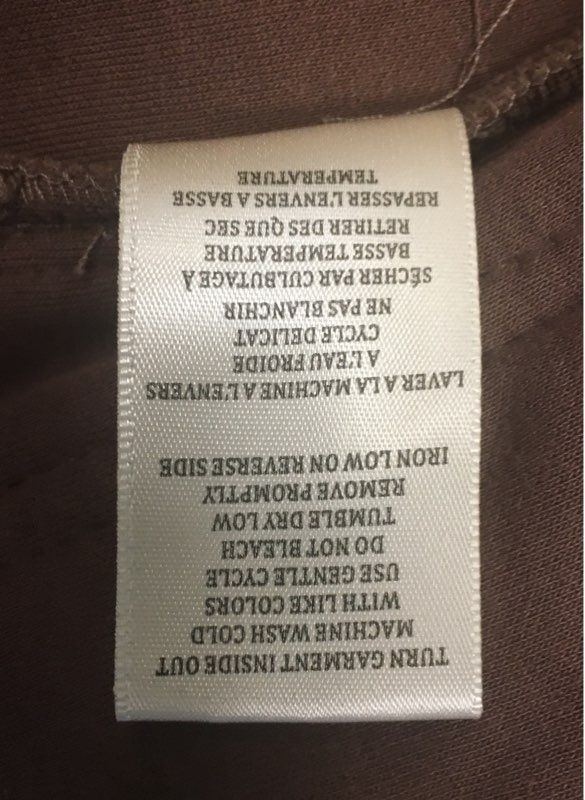 TURN GARMENT INSIDE OUT
MACHINE WASH COLD
WITH LIKE COLORS
USE GENTLE CYCLE
DO NOT BLEACH
TUMBLE DRY LOW
REMOVE PROMPTLY
IRON LOW ON REVERSE SIDE
LAVER A LA MACHINE A L'ENVERS
A L'EAU FROIDE
CYCLE DELICAT
NE PAS BLANCHIR
SÉCHER PAR CULBUTAGE À
BASSE TEMPERATURE
RETIRER DES QUE SEC
REPASSER L'ENVERS A BASSE
TEMPERATURE